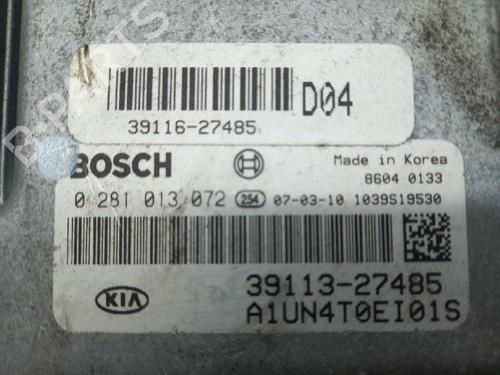 D04
39116-27485
BOSCH
Made in Korea
8604 0133
0 281 013 072 254 07-03-10 1039S19530
39113-27485
KIA
A1UN4T0EI01S
B-PARTS